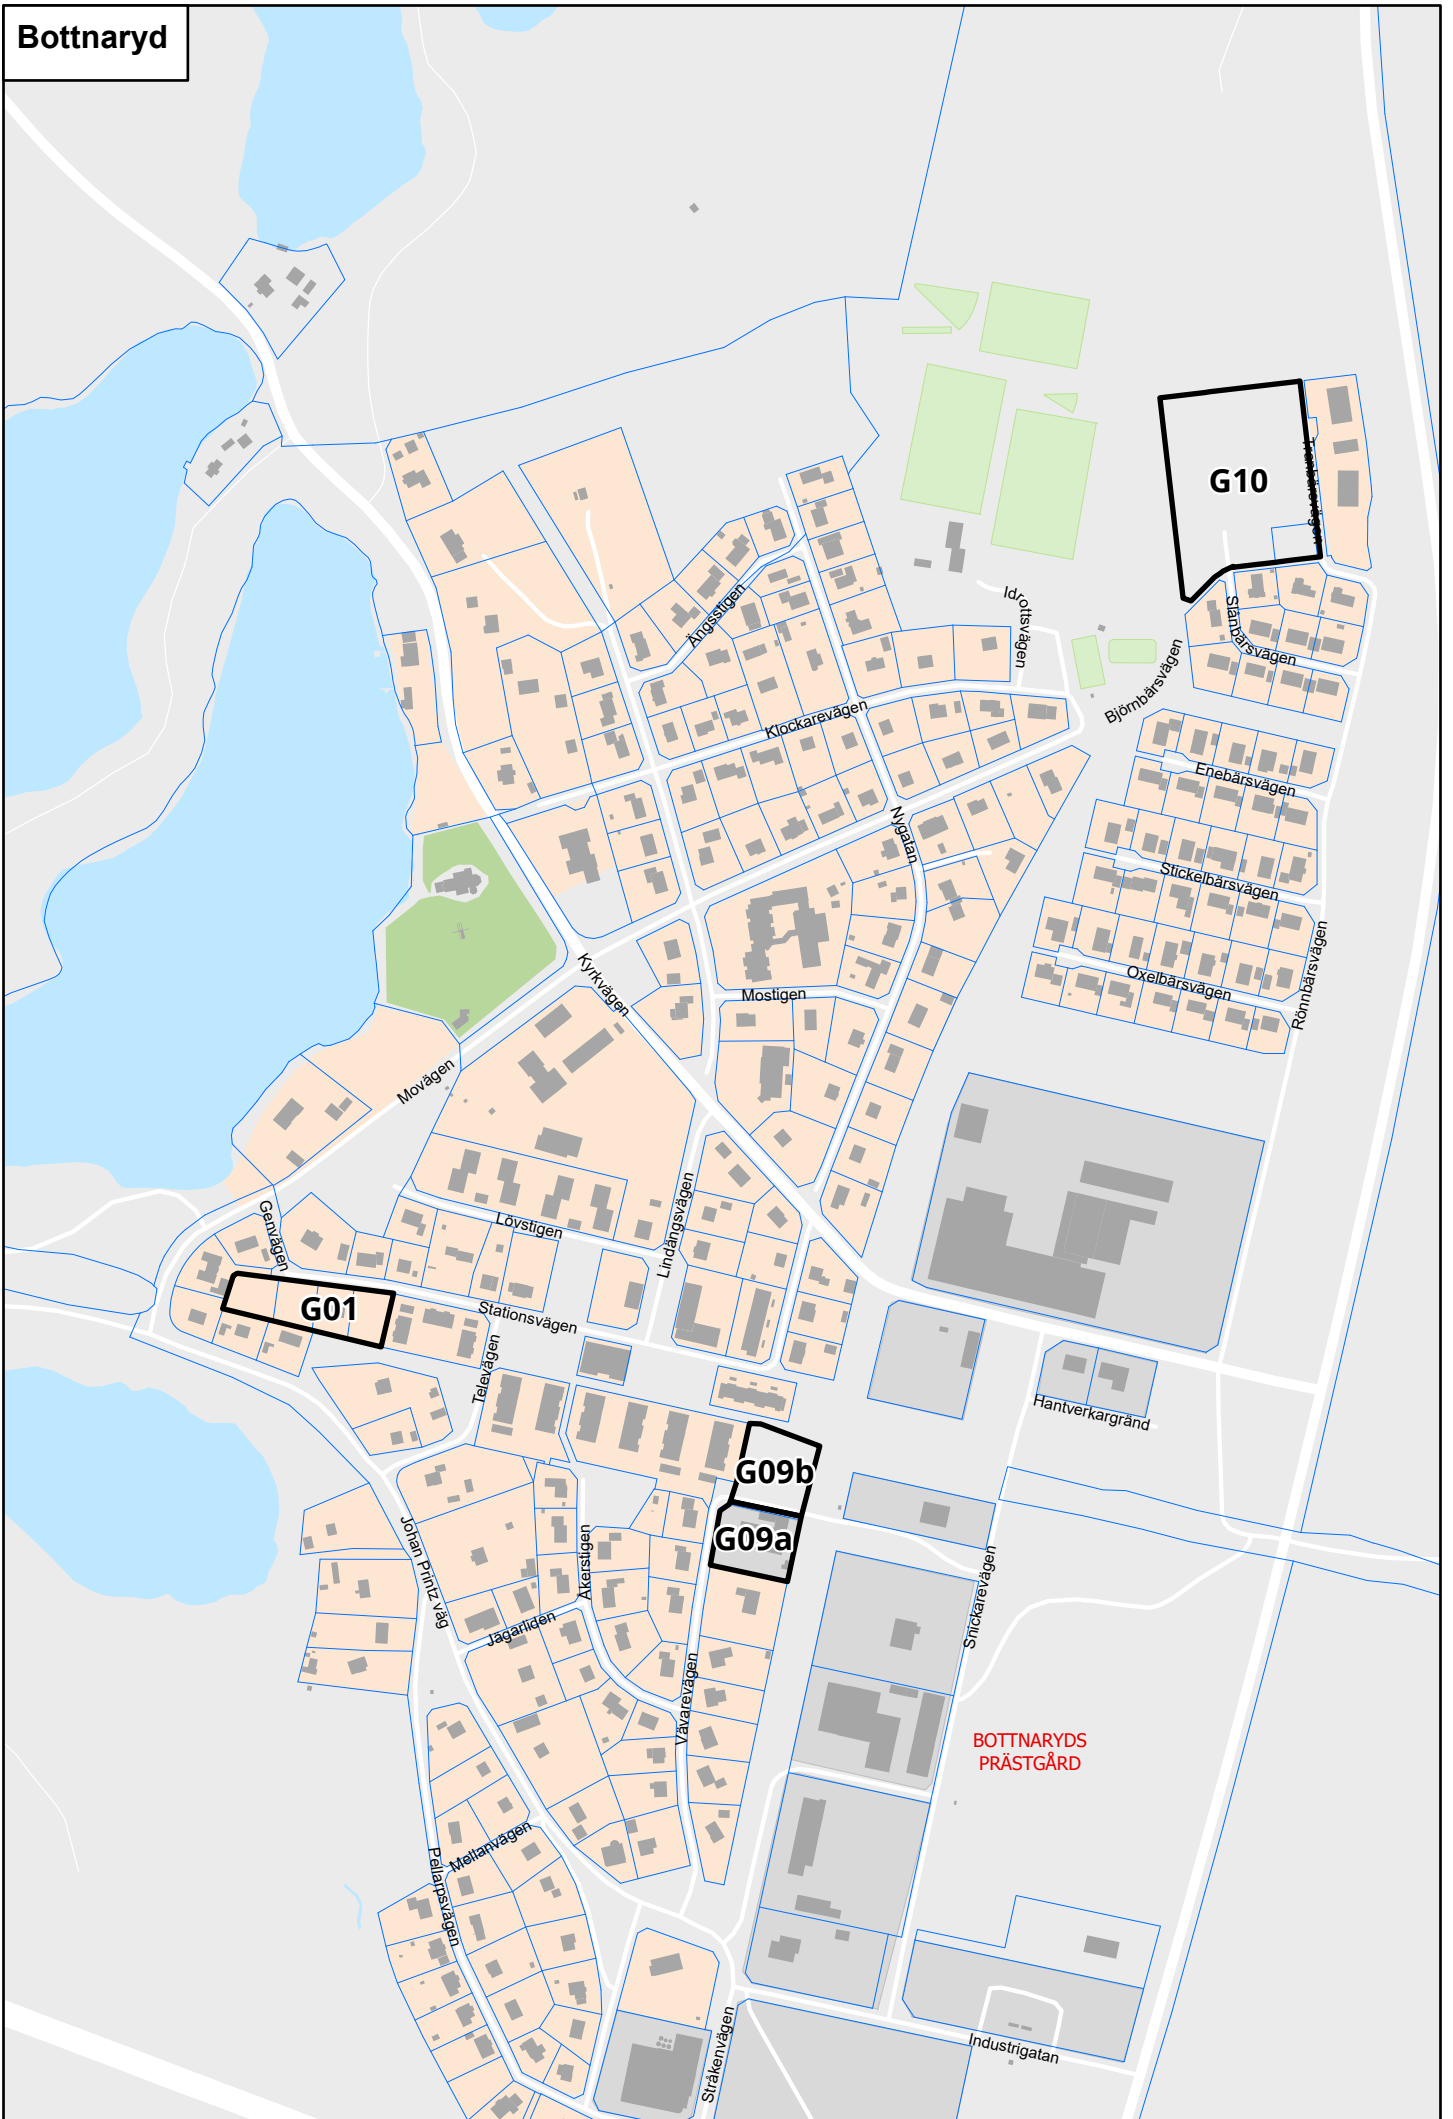 Bottnaryd
G10
Tranbärsvägen
Idrottsvägen
Ängsstigen
Slånbärsvägen
Björnbärsvägen
Klockarevägen
Enebärsvägen
Nygatan
Stickelbärsvägen
Kyrkvägen
Oxelbärsvägen
Rönnbärsvägen
Mostigen
Movägen
Genvägen
Lövstigen
Lindängsvägen
G01
Stationsvägen
Televägen
Hantverkargränd
G09b
G09a
Johan Printz väg
Åkerstigen
Jägarliden
Snickarevägen
Vävarevägen
BOTTNARYDS
PRÄSTGÅRD
Mellanvägen
Pellarpsvägen
Stråkenvägen
Industrigatan